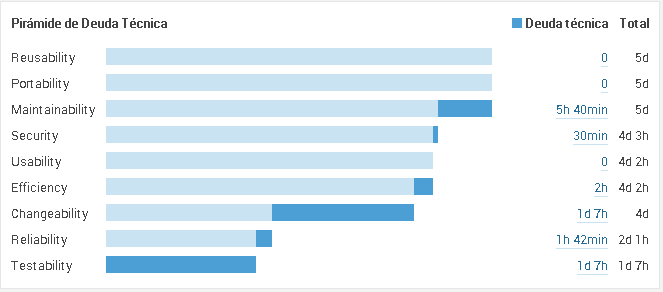 Pirámide de Deuda Técnica Deuda técnica Total
Reusability 0 5d
Portability 0 5d
Maintainability 5h 40min 5d
Security 30min 4d 3h
Usability 0 4d 2h
Efficiency 2h 4d 2h
Changeability 1d 7h 4d
Reliability 1h 42min 2d 1h
Testability 1d 7h 1d 7h